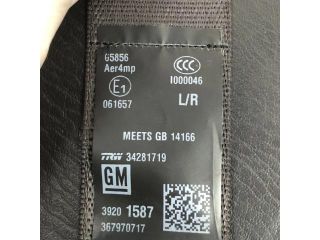 05856
Aer4mp
E1
061657
CCC
I000046
L/R
MEETS GB 14166
TRW 34281719
GM
3920 1587
367970717